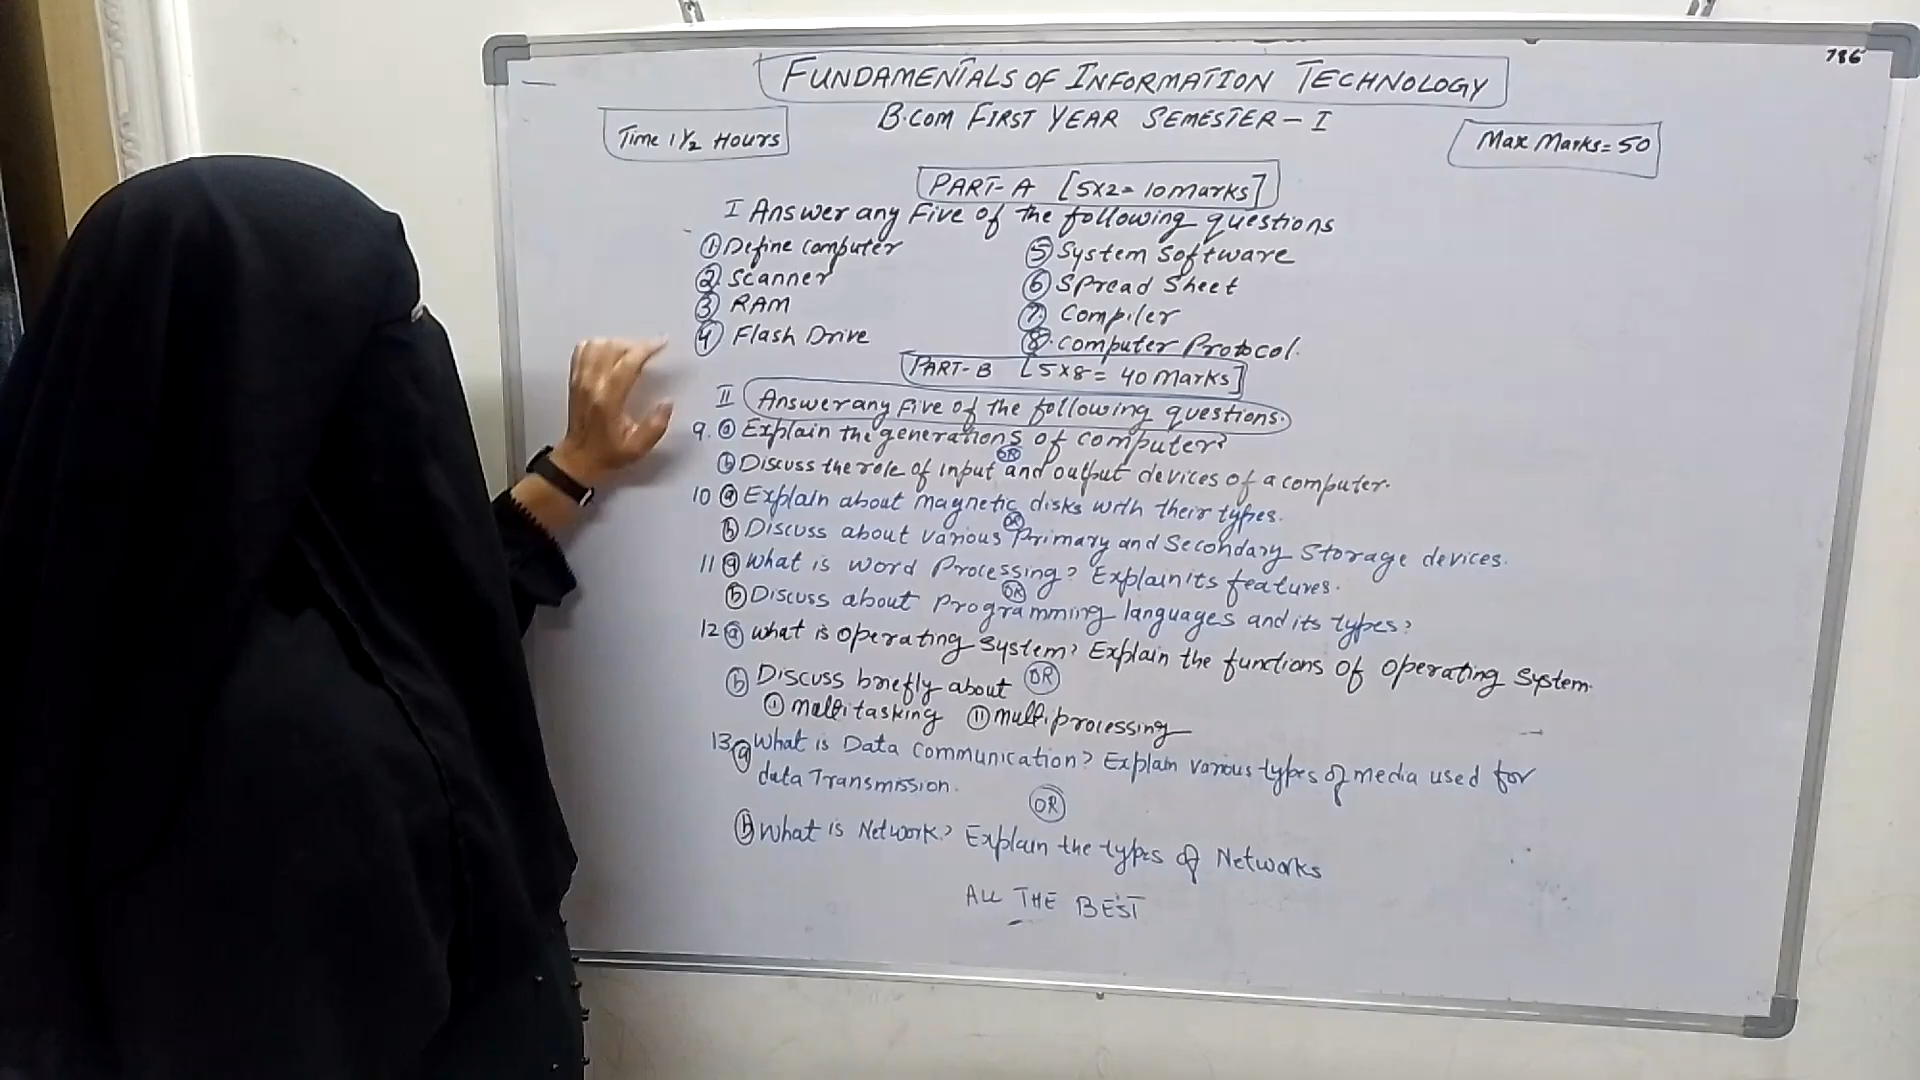 786
FUNDAMENTALS OF INFORMATION TECHNOLOGY
B.COM FIRST YEAR SEMESTER - I
Time 1½ Hours
Max Marks = 50
PART-A [5x2= 10 marks]
I Answer any Five of the following questions
① Define computer
② Scanner
③ RAM
④ Flash Drive
⑤ System Software
⑥ Spread Sheet
⑦ Compiler
⑧ Computer Protocol.
PART-B [5x8= 40 marks]
II Answer any five of the following questions.
9. ⓐ Explain the generations of computer?
OR
ⓑ Discuss the role of input and output devices of a computer.
10 ⓐ Explain about magnetic disks with their types.
OR
ⓑ Discuss about various Primary and Secondary Storage devices.
11 ⓐ What is word Processing? Explain its features.
OR
ⓑ Discuss about Programming languages and its types?
12 ⓐ what is operating system? Explain the functions of operating system.
OR
ⓑ Discuss briefly about
① multitasking ⑪ multiprocessing
13. ⓐ What is Data communication? Explain various types of media used for
data Transmission.
OR
ⓑ What is Network? Explain the types of Networks
ALL THE BEST